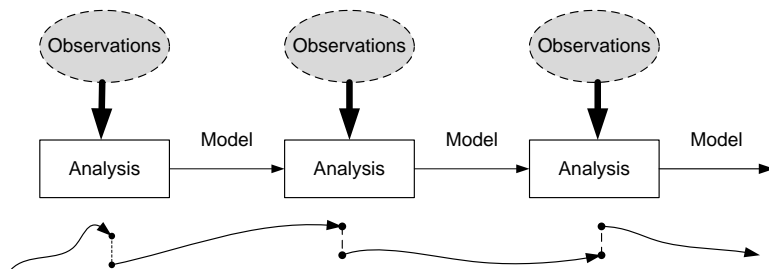 Observations
Observations
Observations
Model
Model
Model
Analysis
Analysis
Analysis